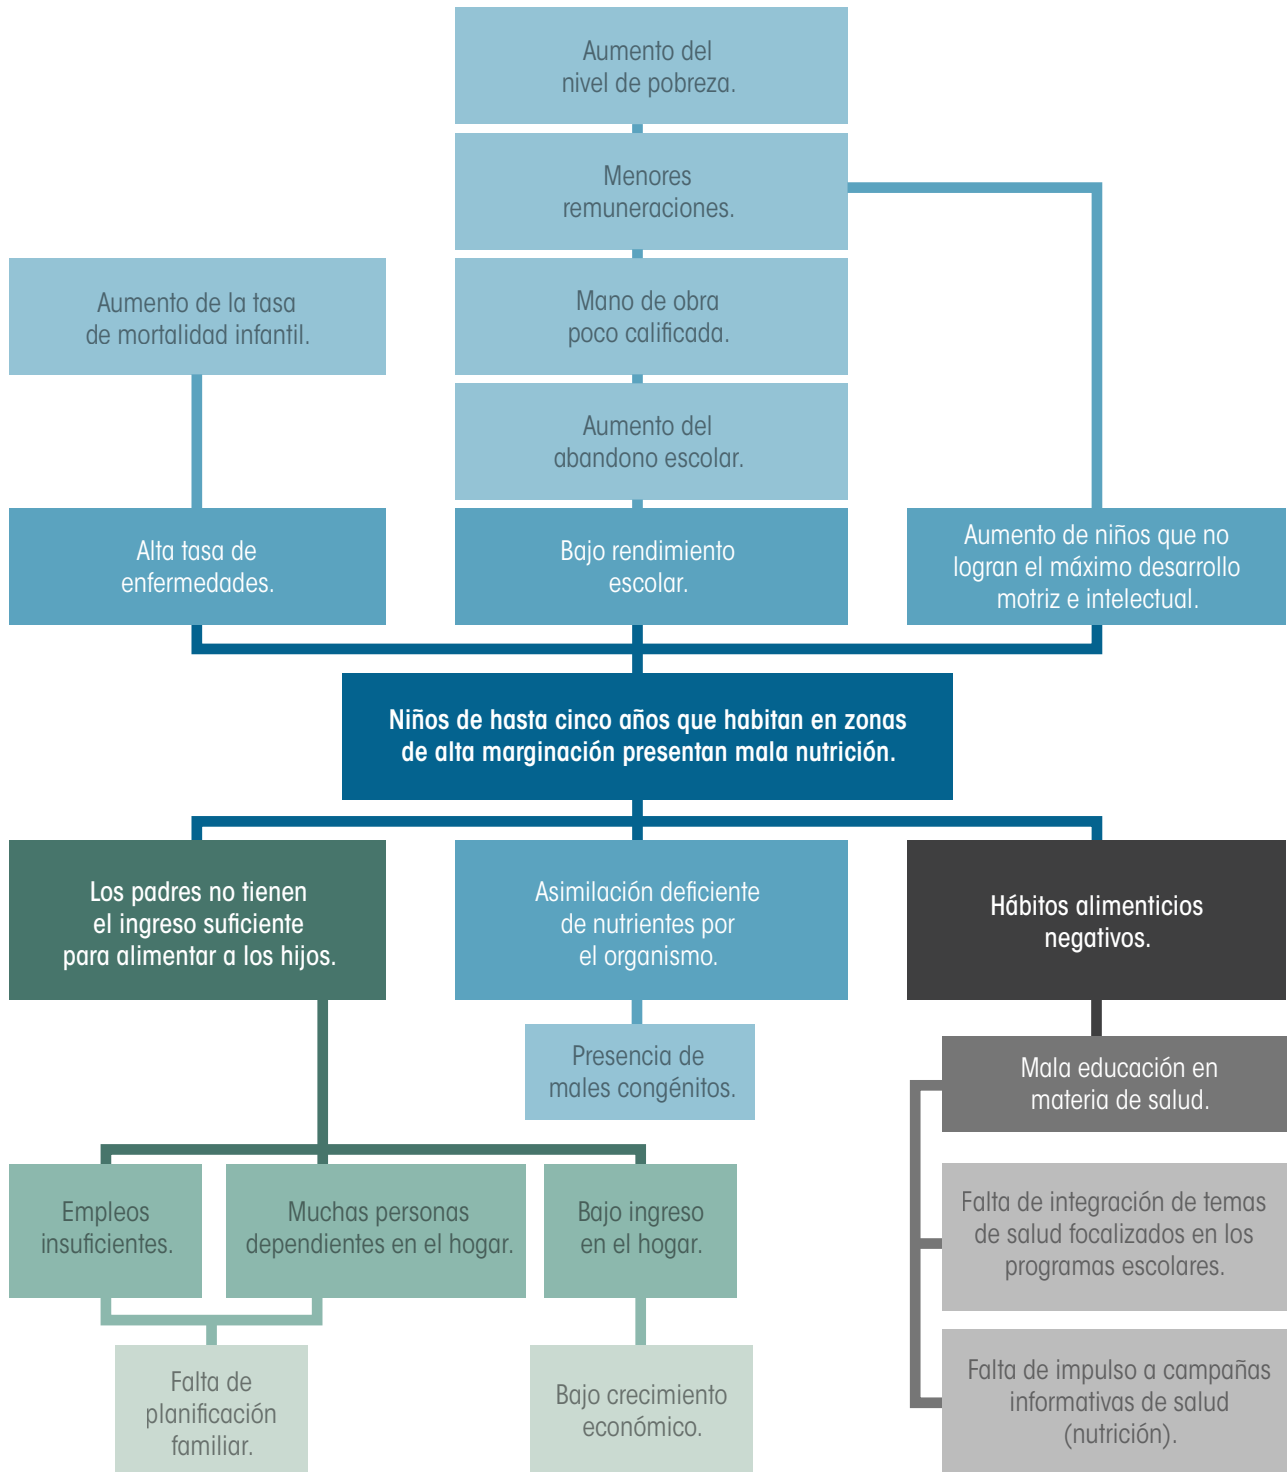 Aumento del
nivel de pobreza.
Menores
remuneraciones.
Aumento de la tasa
de mortalidad infantil.
Mano de obra
poco calificada.
Aumento del
abandono escolar.
Alta tasa de
enfermedades.
Bajo rendimiento
escolar.
Aumento de niños que no
logran el máximo desarrollo
motriz e intelectual.
Niños de hasta cinco años que habitan en zonas
de alta marginación presentan mala nutrición.
Los padres no tienen
el ingreso suficiente
para alimentar a los hijos.
Asimilación deficiente
de nutrientes por
el organismo.
Hábitos alimenticios
negativos.
Presencia de
males congénitos.
Mala educación en
materia de salud.
Empleos
insuficientes.
Muchas personas
dependientes en el hogar.
Bajo ingreso
en el hogar.
Falta de integración de temas
de salud focalizados en los
programas escolares.
Falta de
planificación
familiar.
Bajo crecimiento
económico.
Falta de impulso a campañas
informativas de salud
(nutrición).